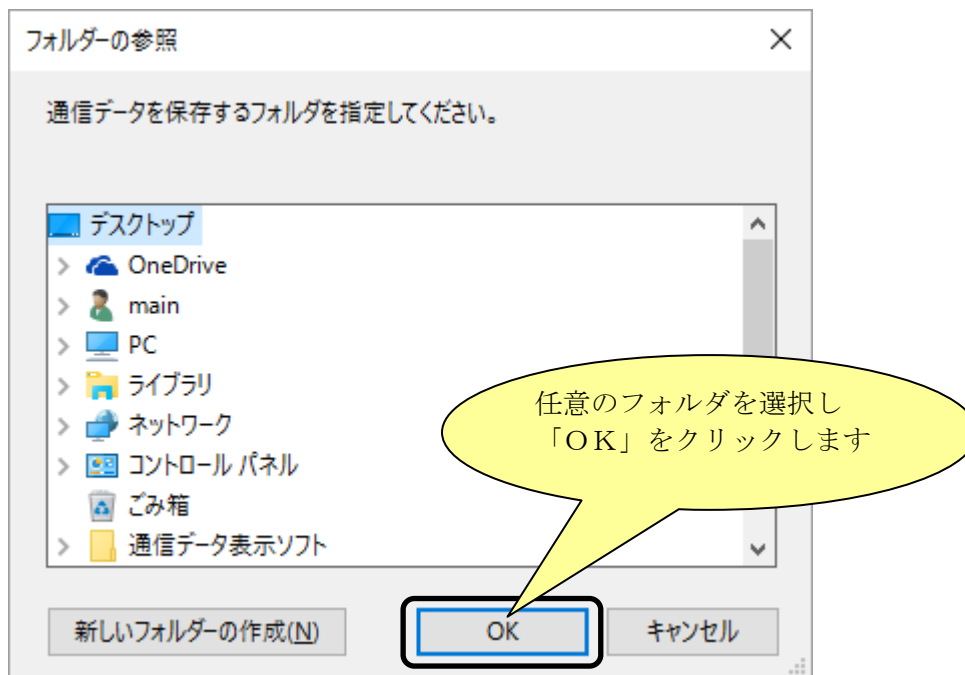 フォルダーの参照
通信データを保存するフォルダを指定してください。
デスクトップ
OneDrive
main
PC
ライブラリ
ネットワーク
コントロール パネル
ごみ箱
通信データ表示ソフト
任意のフォルダを選択し
「ＯＫ」をクリックします
新しいフォルダーの作成(N)
OK
キャンセル